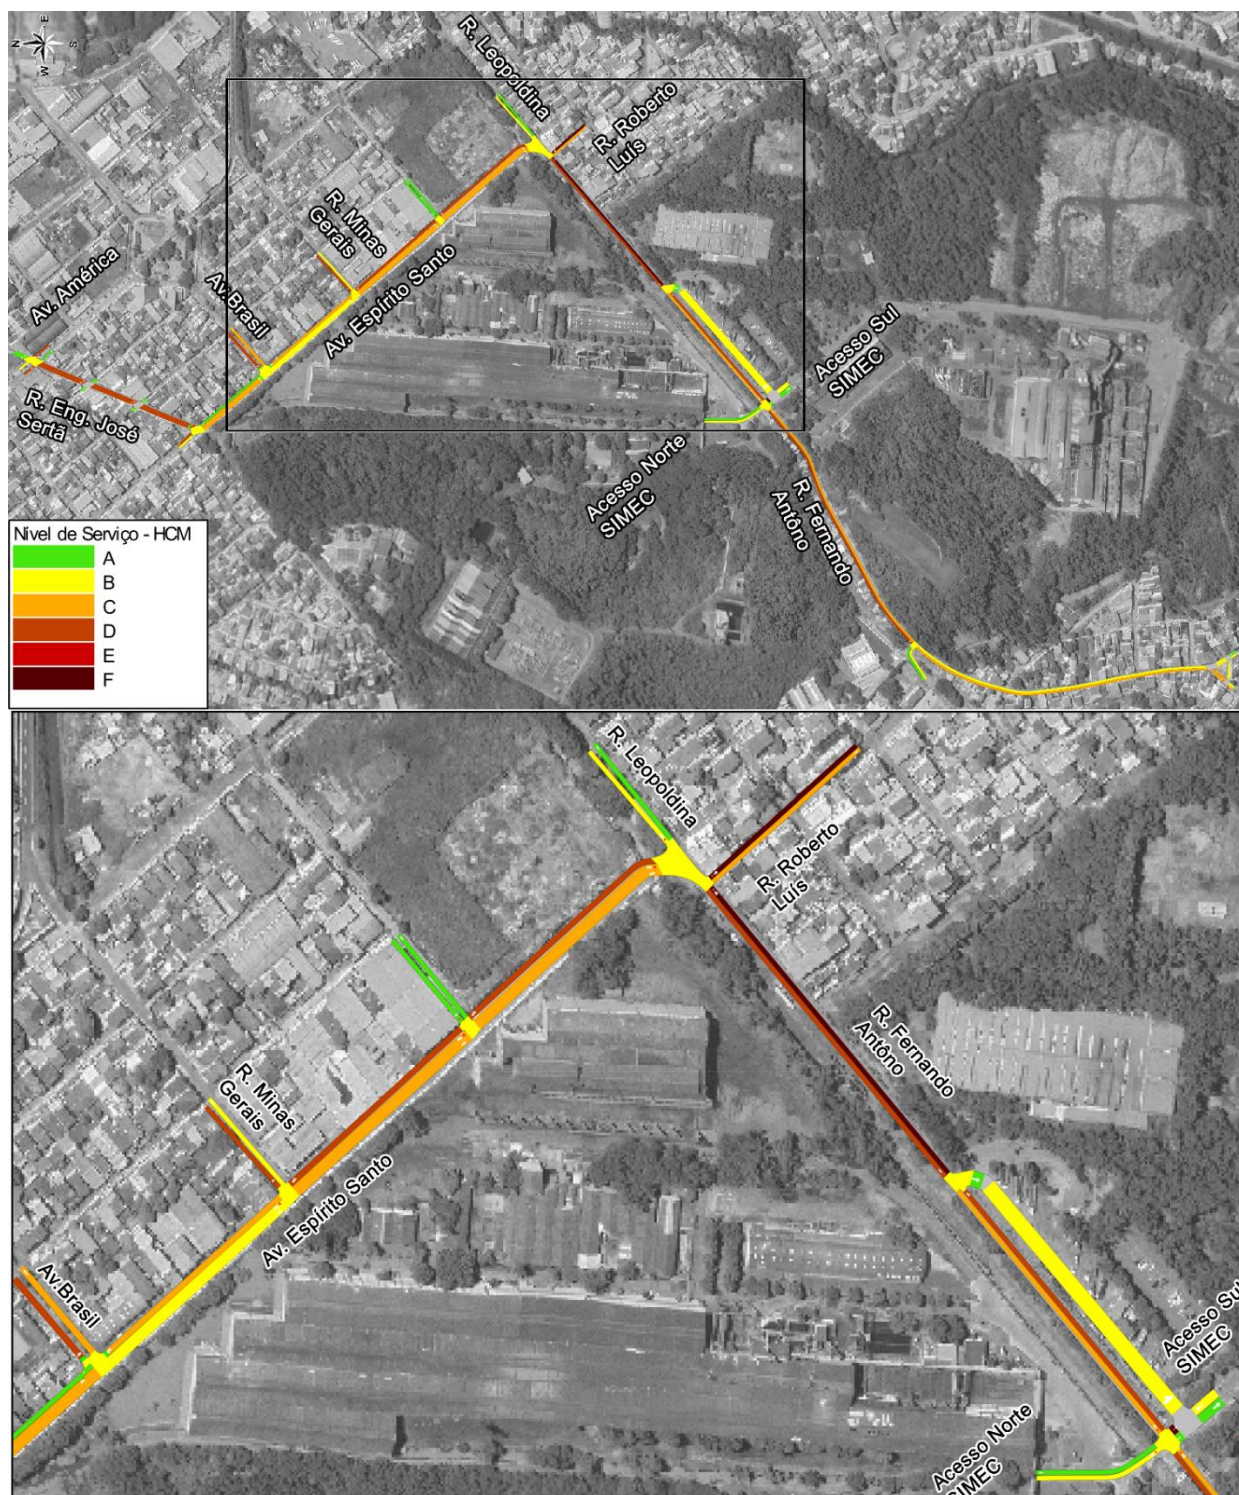 E
N
S
W
R. Leopoldina
R. Roberto
Luís
R. Minas
Gerais
Av. América
Av.Brasil
Av. Espírito Santo
R. Eng. José
Sertã
Acesso Sul
SIMEC
Acesso Norte
SIMEC
R. Fernando
Antôno
Nível de Serviço - HCM
A
B
C
D
E
F
R. Leopoldina
R. Roberto
Luís
R. Fernando
Antôno
R. Minas
Gerais
Av. Espírito Santo
Av.Brasil
Acesso Sul
SIMEC
Acesso Norte
SIMEC